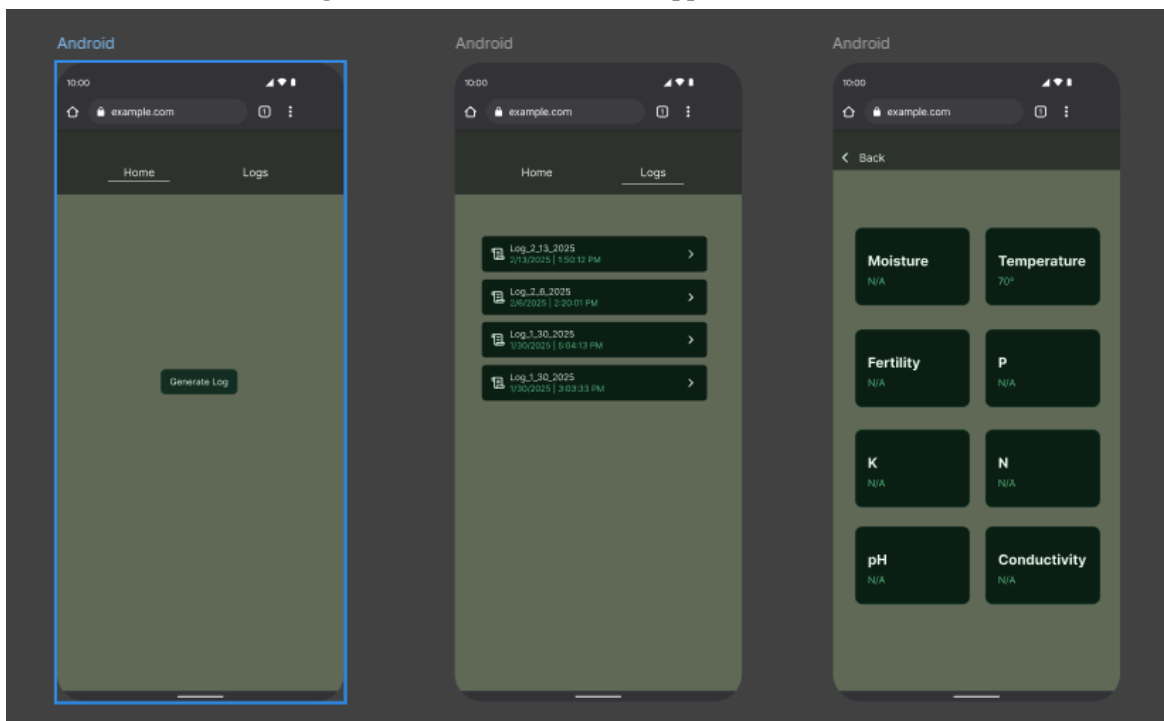 Android
10:00
example.com
1
Home Logs
Generate Log
Android
10:00
example.com
1
Home Logs
Log_2_13_2025
2/13/2025 | 1:50:12 PM
Log_2_6_2025
2/6/2025 | 2:20:01 PM
Log_1_30_2025
1/30/2025 | 5:04:13 PM
Log_1_30_2025
1/30/2025 | 3:03:33 PM
Android
10:00
example.com
1
Back
Moisture Temperature
N/A 70°
Fertility P
N/A N/A
K N
N/A N/A
pH Conductivity
N/A N/A